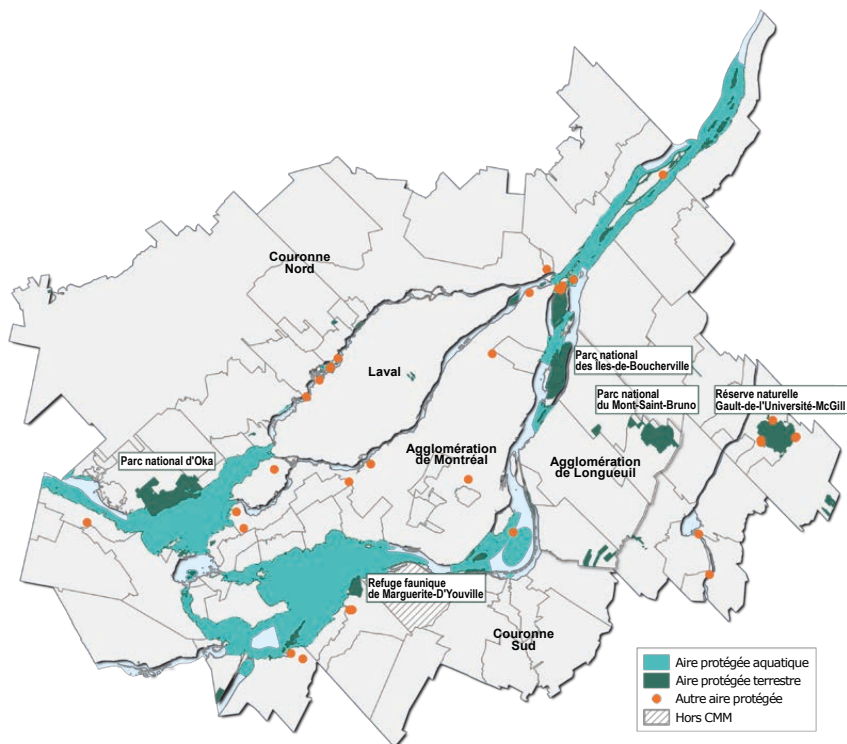 Couronne
Nord
Laval
Parc national
des Îles-de-Boucherville
Parc national
du Mont-Saint-Bruno
Réserve naturelle
Gault-de-l'Université-McGill
Parc national d'Oka
Agglomération
de Montréal
Agglomération
de Longueuil
Refuge faunique
de Marguerite-D'Youville
Couronne
Sud
Aire protégée aquatique
Aire protégée terrestre
Autre aire protégée
Hors CMM